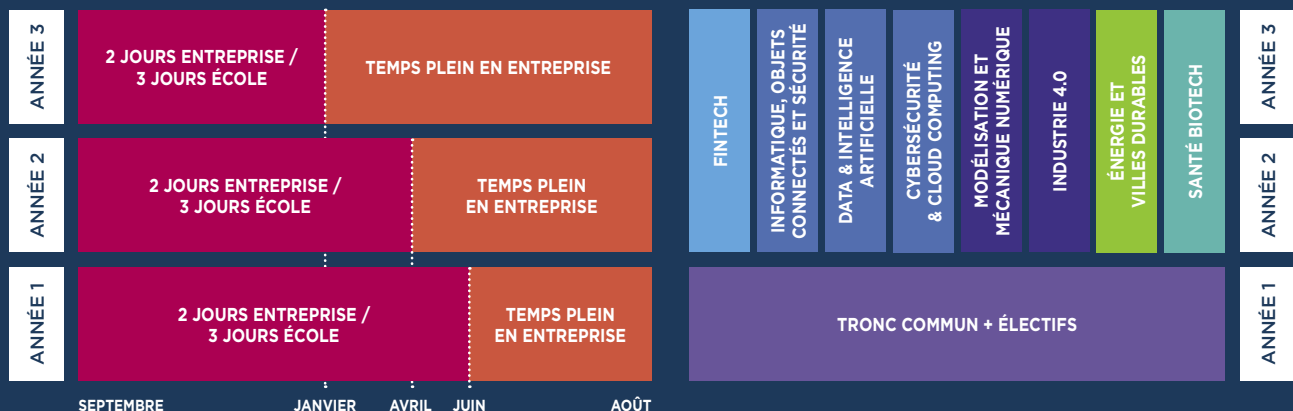 ANNÉE 3
2 JOURS ENTREPRISE /
3 JOURS ÉCOLE
TEMPS PLEIN EN ENTREPRISE
ANNÉE 2
2 JOURS ENTREPRISE /
3 JOURS ÉCOLE
TEMPS PLEIN
EN ENTREPRISE
ANNÉE 1
2 JOURS ENTREPRISE /
3 JOURS ÉCOLE
TEMPS PLEIN
EN ENTREPRISE
SEPTEMBRE
JANVIER
AVRIL
JUIN
AOÛT
FINTECH
INFORMATIQUE, OBJETS
CONNECTÉS ET SÉCURITÉ
DATA & INTELLIGENCE
ARTIFICIELLE
CYBERSÉCURITÉ
& CLOUD COMPUTING
MODÉLISATION ET
MÉCANIQUE NUMÉRIQUE
INDUSTRIE 4.0
ÉNERGIE ET
VILLES DURABLES
SANTÉ BIOTECH
ANNÉE 3
ANNÉE 2
TRONC COMMUN + ÉLECTIFS
ANNÉE 1